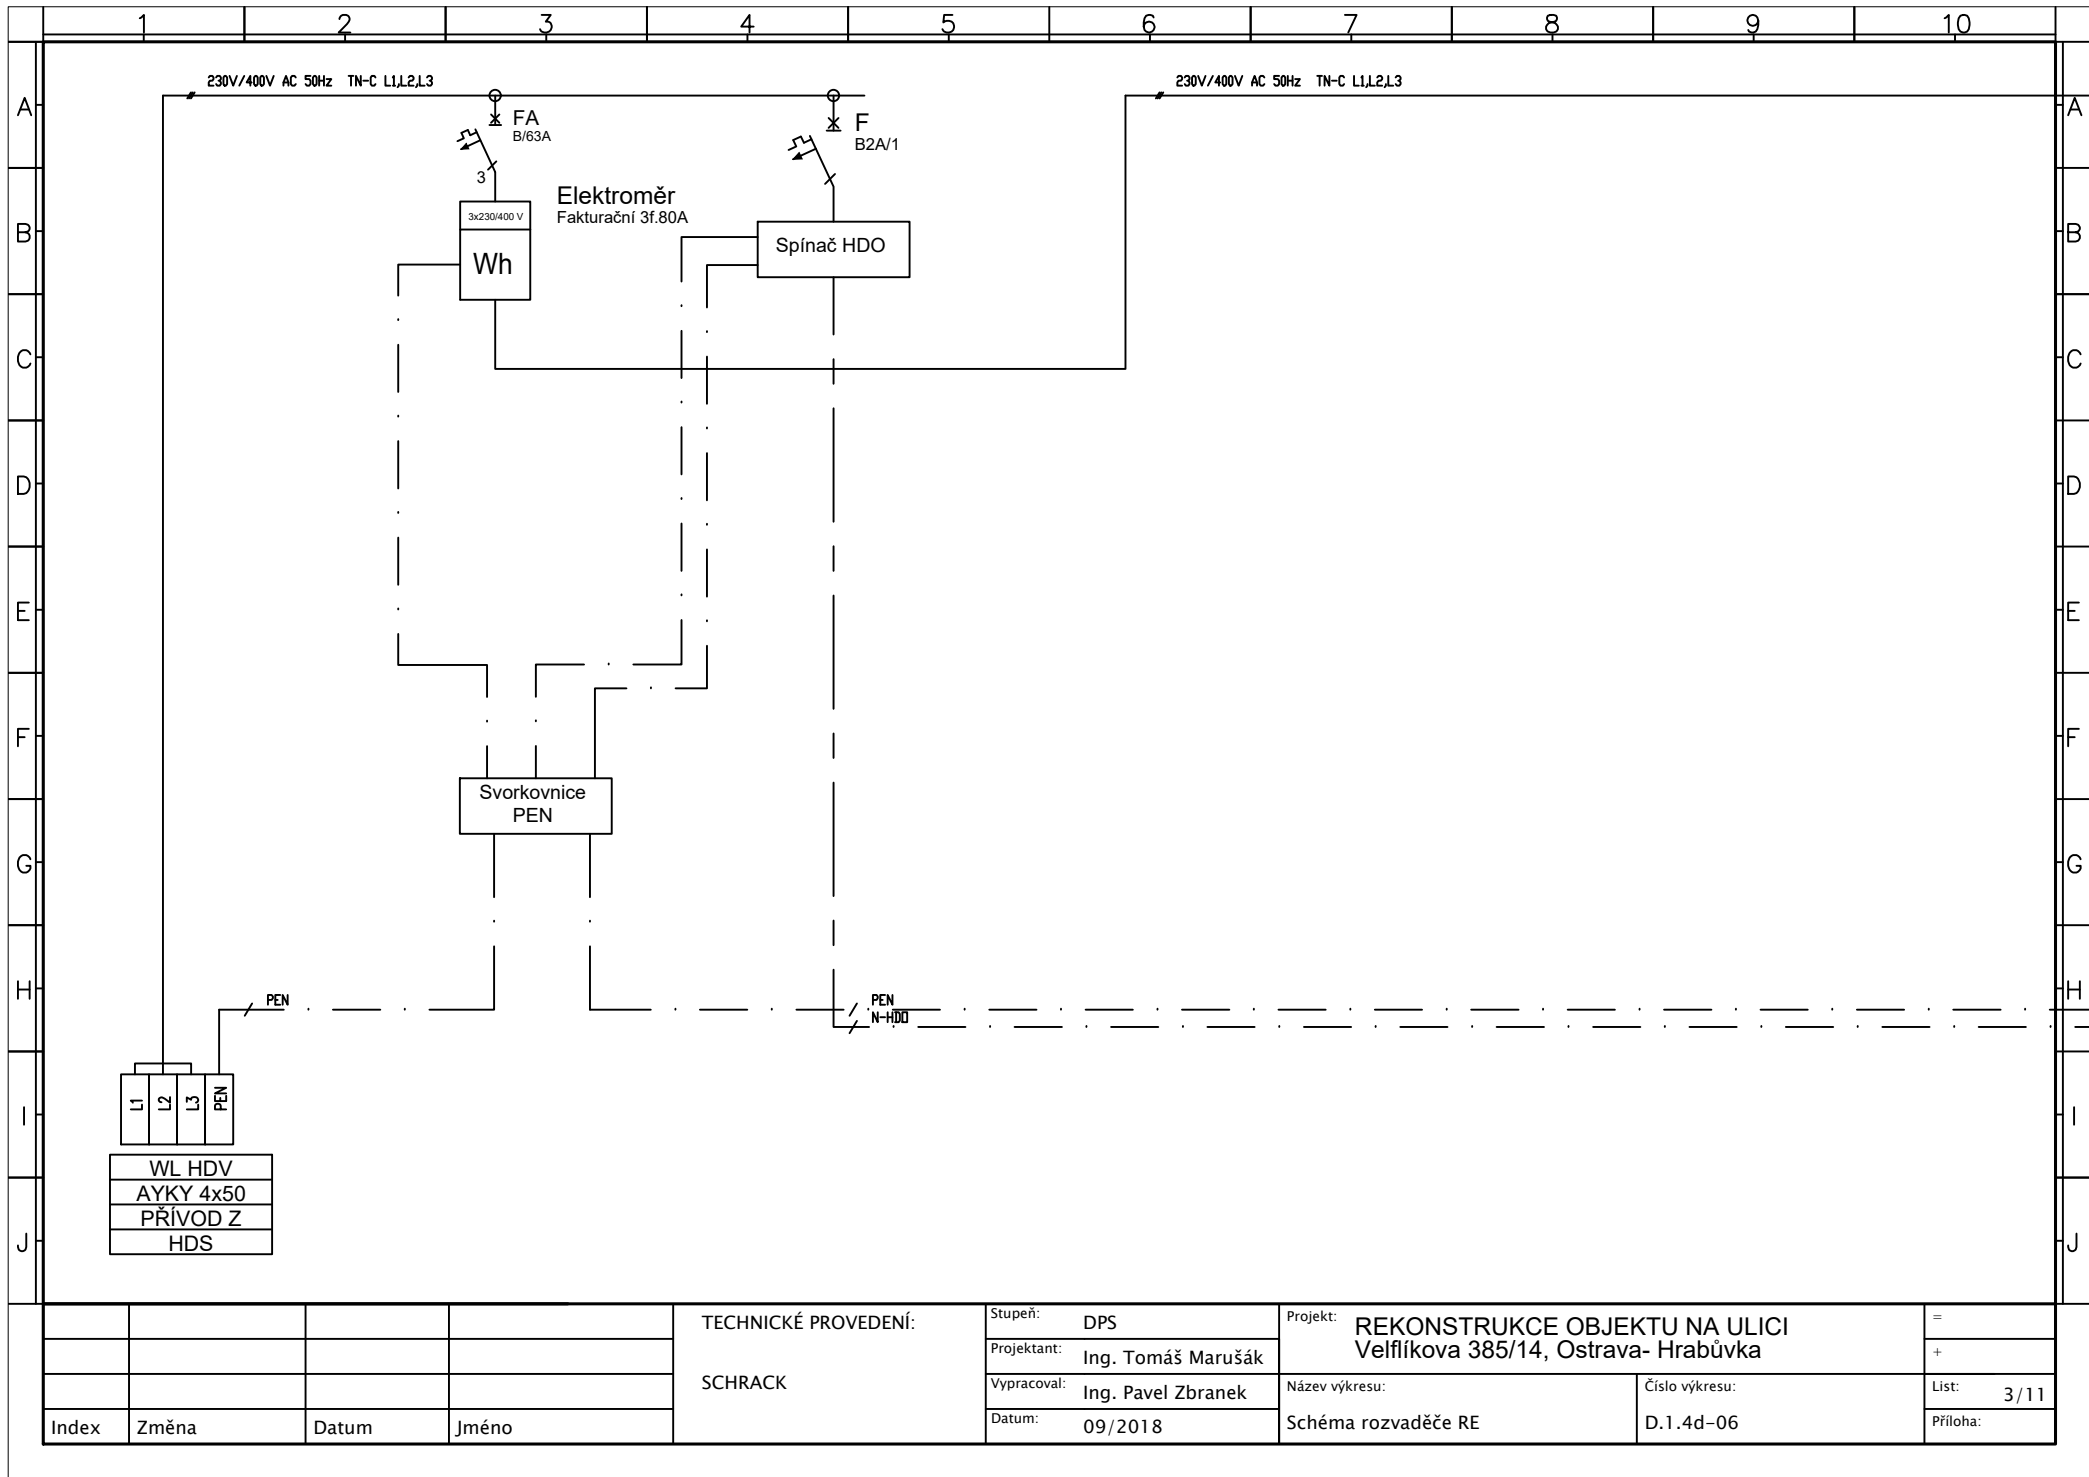 1 2 3 4 5 6 7 8 9 10
230V/400V AC 50Hz TN-C L1,L2,L3
230V/400V AC 50Hz TN-C L1,L2,L3
A A
FA
B/63A
F
B2A/1
3
Elektroměr
Fakturační 3f.80A
3x230/400 V
Wh
Spínač HDO
B B
C C
D D
E E
F F
Svorkovnice
PEN
G G
H H
PEN
PEN
N-HDO
I I
L1 L2 L3 PEN
WL HDV
AYKY 4x50
PŘÍVOD Z
HDS
J J
Index Změna Datum Jméno
TECHNICKÉ PROVEDENÍ:
SCHRACK
Stupeň: DPS
Projektant: Ing. Tomáš Marušák
Vypracoval: Ing. Pavel Zbranek
Datum: 09/2018
Projekt: REKONSTRUKCE OBJEKTU NA ULICI
Velflíkova 385/14, Ostrava- Hrabůvka
Název výkresu:
Schéma rozvaděče RE
Číslo výkresu:
D.1.4d-06
=
+
List: 3/11
Příloha: